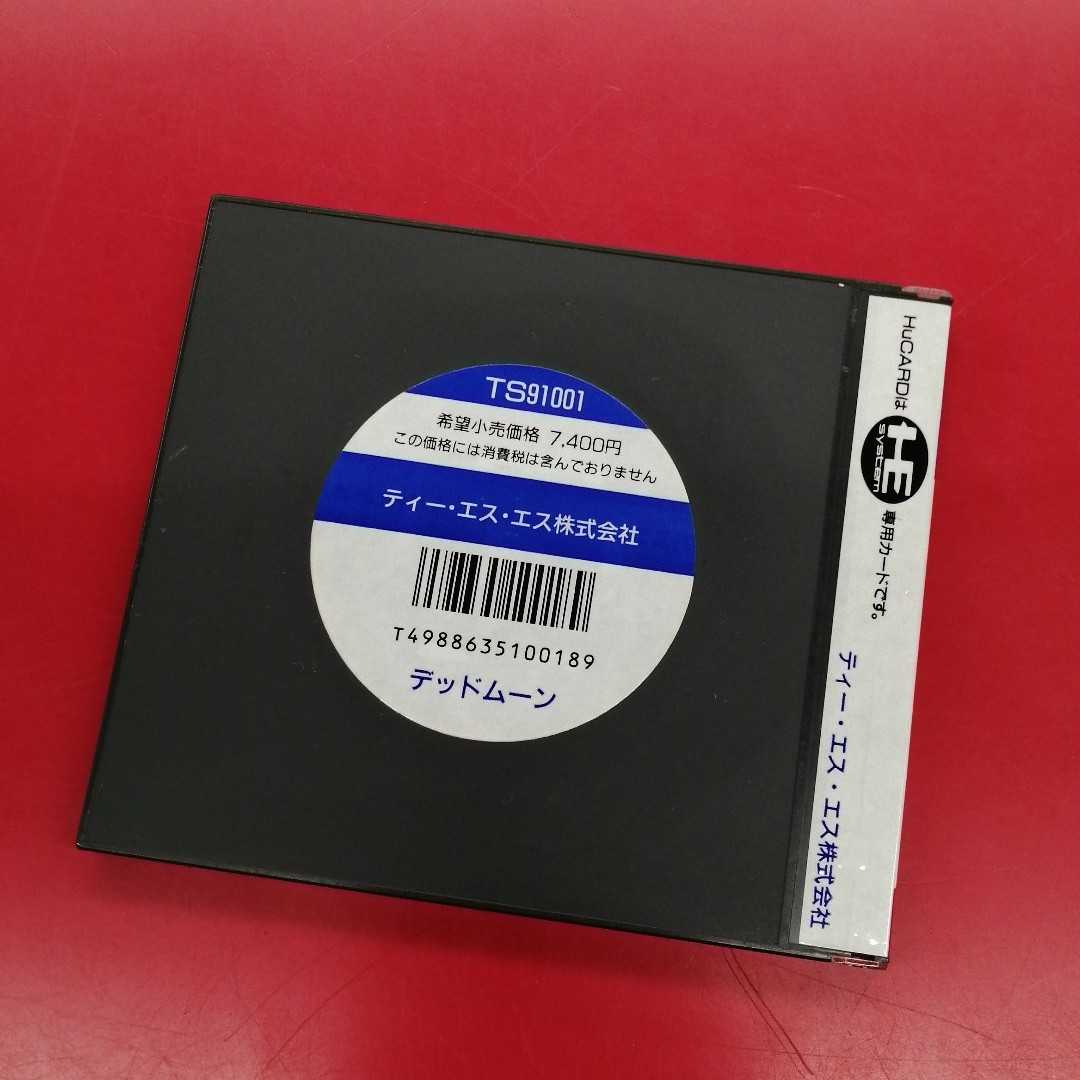 TS91001
希望小売価格 7,400円
この価格には消費税は含んでおりません
ティー・エス・エス株式会社
T4988635100189
デッドムーン
HuCARDは HE system 専用カードです。
ティー・エス・エス株式会社